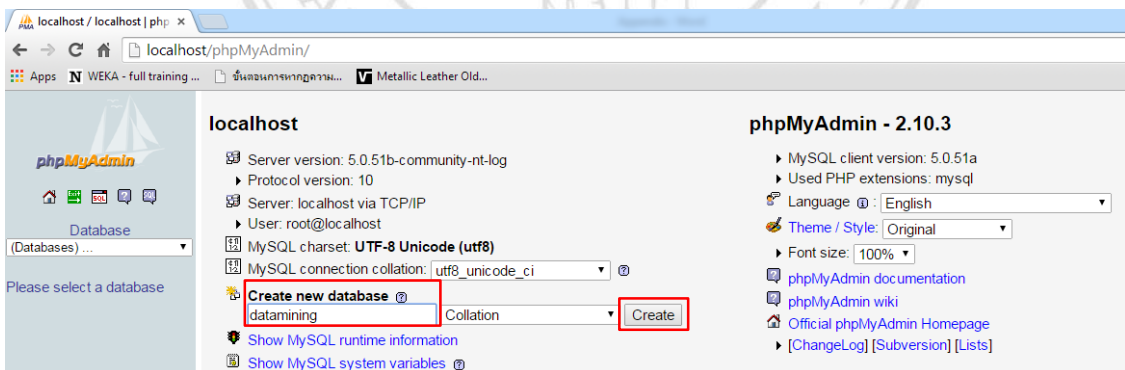 localhost / localhost | php
localhost/phpMyAdmin/
Apps WEKA - full training ... ขั้นตอนการหากฎความ... Metallic Leather Old...
phpMyAdmin
Database
(Databases) ...
Please select a database
localhost
Server version: 5.0.51b-community-nt-log
Protocol version: 10
Server: localhost via TCP/IP
User: root@localhost
MySQL charset: UTF-8 Unicode (utf8)
MySQL connection collation: utf8_unicode_ci
Create new database
datamining Collation Create
Show MySQL runtime information
Show MySQL system variables
phpMyAdmin - 2.10.3
MySQL client version: 5.0.51a
Used PHP extensions: mysql
Language : English
Theme / Style: Original
Font size: 100%
phpMyAdmin documentation
phpMyAdmin wiki
Official phpMyAdmin Homepage
[ChangeLog] [Subversion] [Lists]